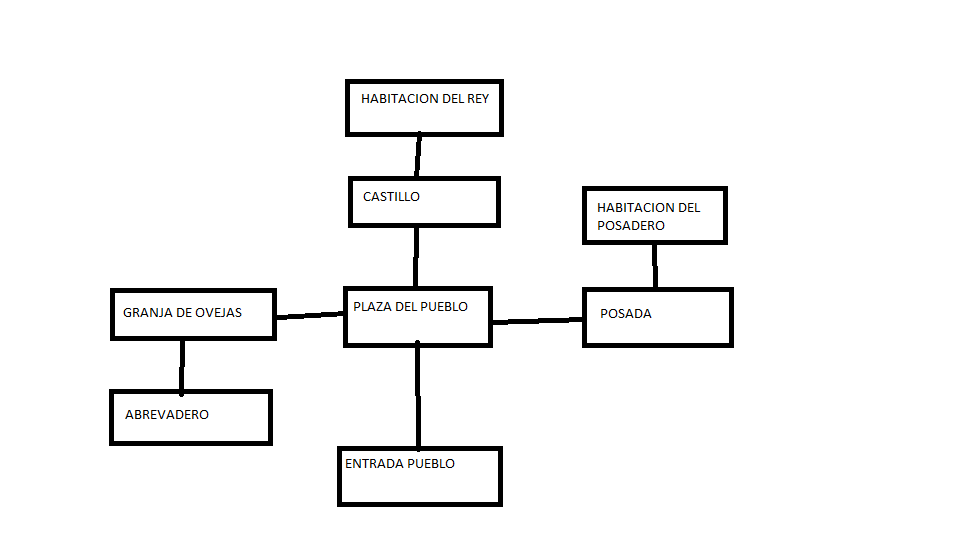 HABITACION DEL REY
CASTILLO
HABITACION DEL
POSADERO
GRANJA DE OVEJAS
PLAZA DEL PUEBLO
POSADA
ABREVADERO
ENTRADA PUEBLO